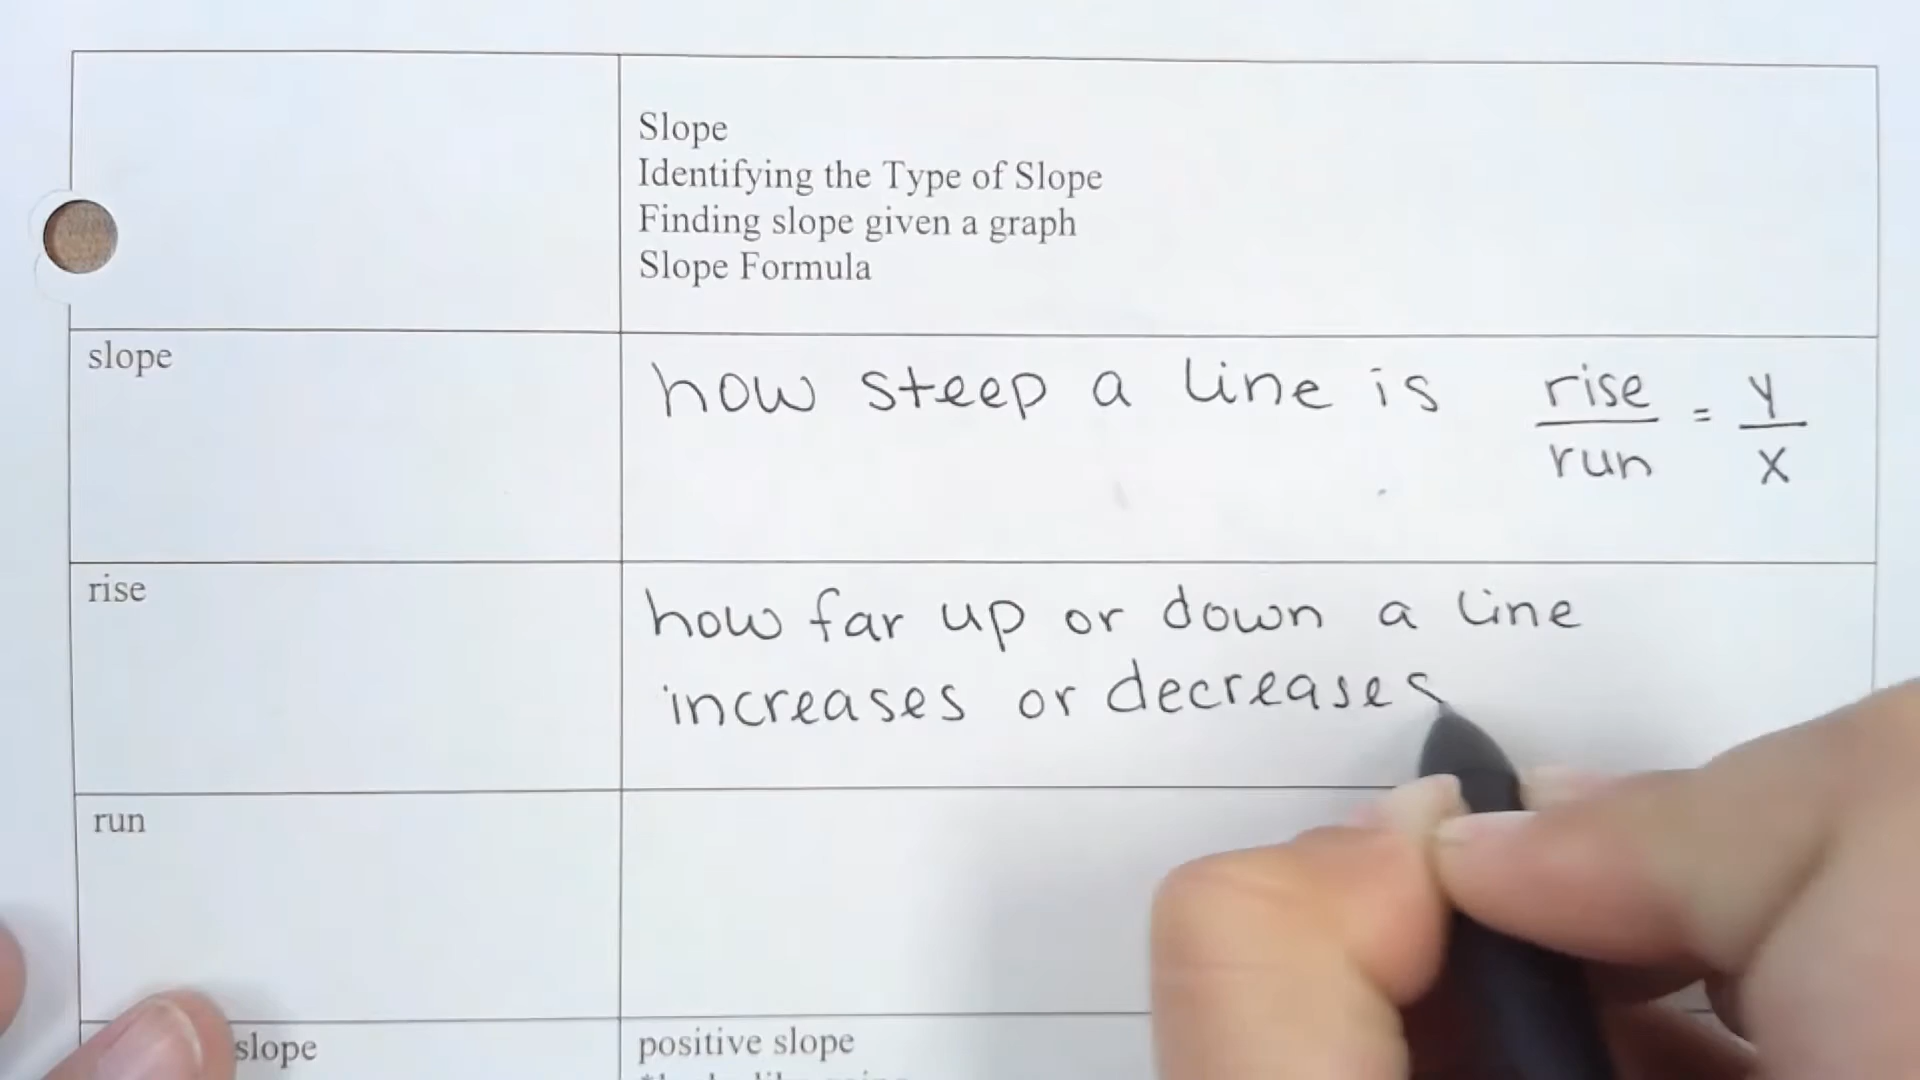 Slope
Identifying the Type of Slope
Finding slope given a graph
Slope Formula
slope
how steep a line is rise/run = y/x
rise
how far up or down a line
increases or decreases
run
slope
positive slope